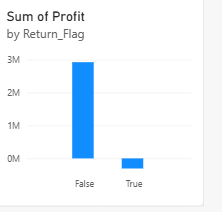 Sum of Profit
by Return_Flag
3M
2M
1M
0M
False True